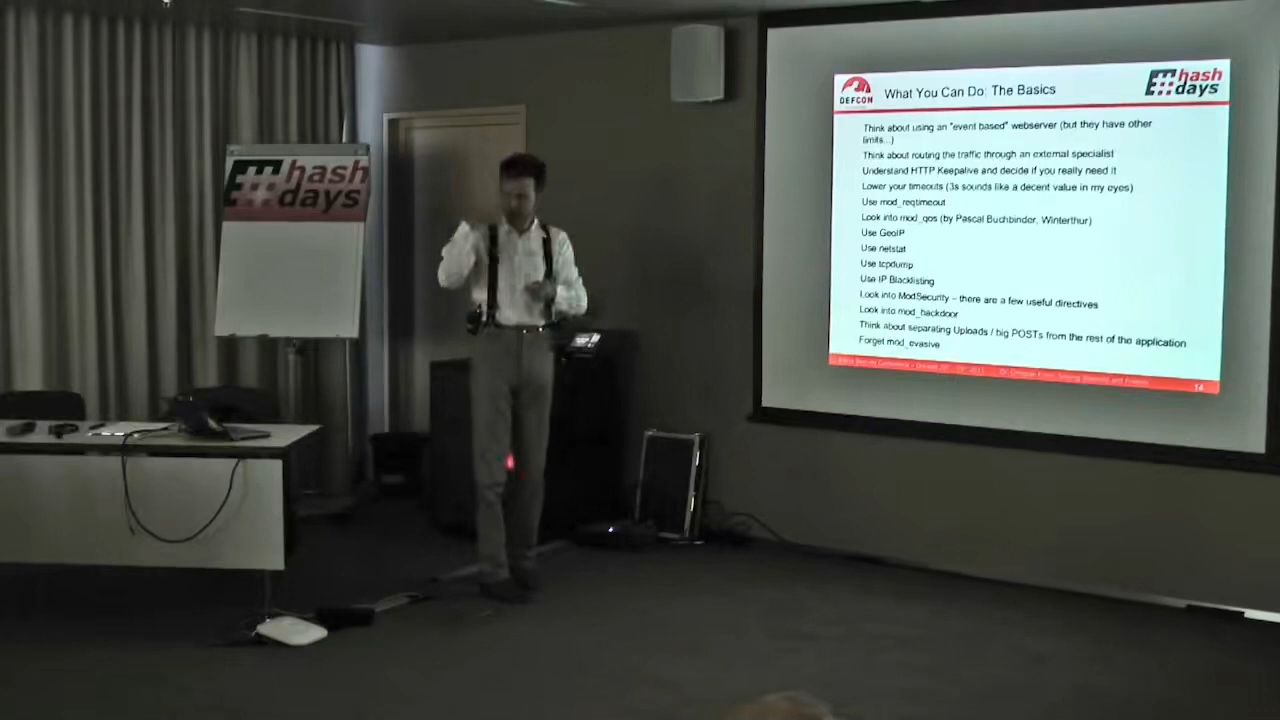 hash
days
DEFCON
What You Can Do; The Basics
hash
days
Think about using an "event based" webserver (but they have other
limits...)
Think about routing the traffic through an external specialist
Understand HTTP Keepalive and decide if you really need it
Lower your timeouts (3s sounds like a decent value in my eyes)
Use mod_reqtimeout
Look into mod_qos (by Pascal Buchbinder, Winterthur)
Use GeoIP
Use netstat
Use tcpdump
Use IP Blacklisting
Look into ModSecurity – there are a few useful directives
Look into mod_backdoor
Think about separating Uploads / big POSTs from the rest of the application
Forget mod_evasive
14